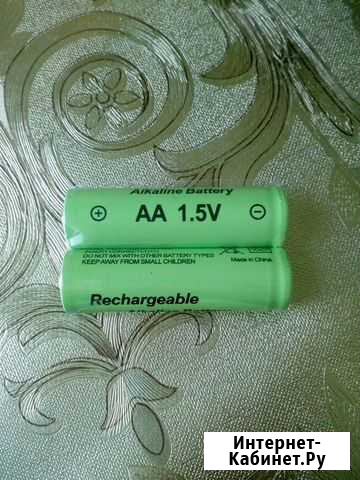 Alkaline Battery
⊕ AA 1.5V ⊖
DO NOT MIX WITH OTHER BATTERY TYPES
KEEP AWAY FROM SMALL CHILDREN
Made in China
Rechargeable
Интернет-
Кабинет.Ру